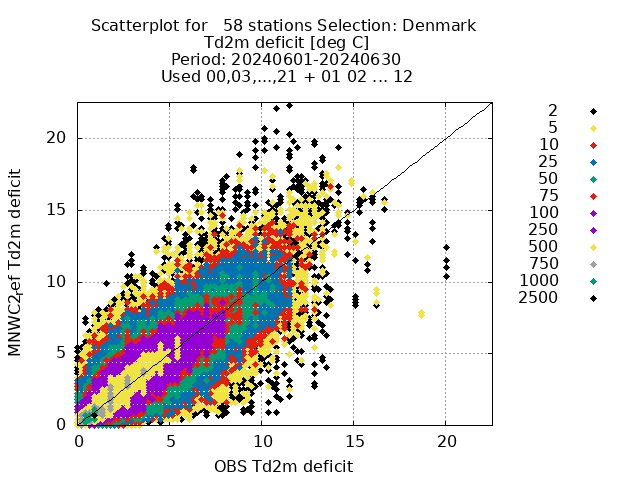 Scatterplot for   58 stations Selection: Denmark
Td2m deficit [deg C]
Period: 20240601-20240630
Used 00,03,...,21 + 01 02 ... 12
MNWC2_ref Td2m deficit
20
15
10
5
0
0 5 10 15 20
OBS Td2m deficit
2
5
10
25
50
75
100
250
500
750
1000
2500